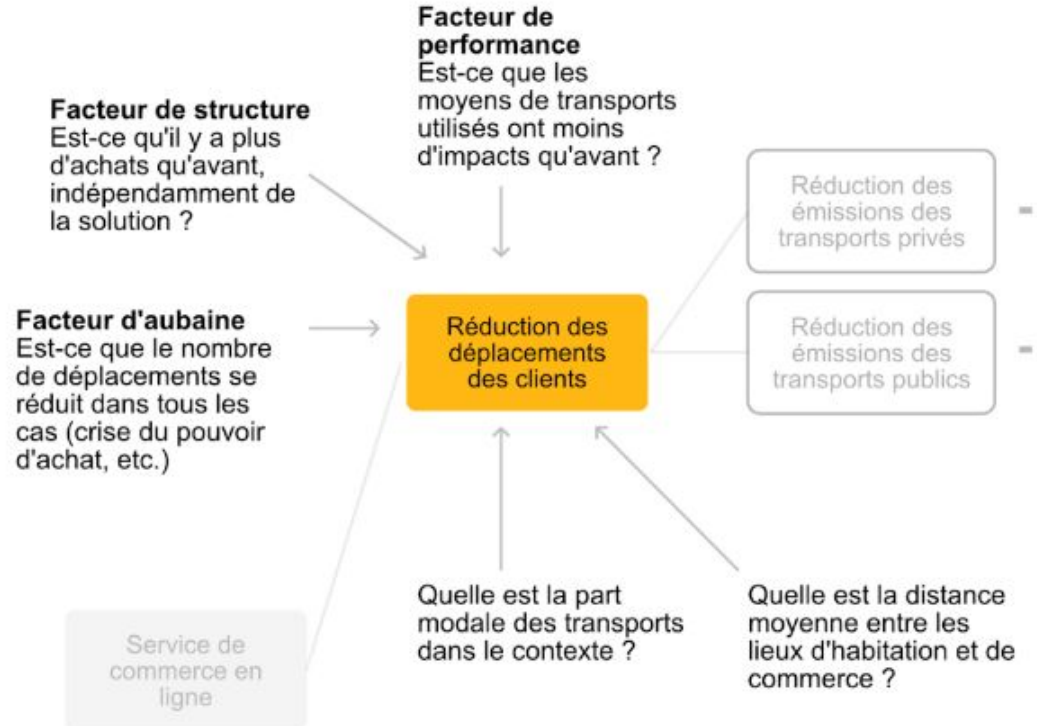 Facteur de
performance
Est-ce que les
moyens de transports
utilisés ont moins
d'impacts qu'avant ?
Facteur de structure
Est-ce qu'il y a plus
d'achats qu'avant,
indépendamment de
la solution ?
Réduction des
émissions des
transports privés
-
Facteur d'aubaine
Est-ce que le nombre
de déplacements se
réduit dans tous les
cas (crise du pouvoir
d'achat, etc.)
Réduction des
déplacements
des clients
Réduction des
émissions des
transports publics
-
Quelle est la part
modale des transports
dans le contexte ?
Quelle est la distance
moyenne entre les
lieux d'habitation et de
commerce ?
Service de
commerce en
ligne